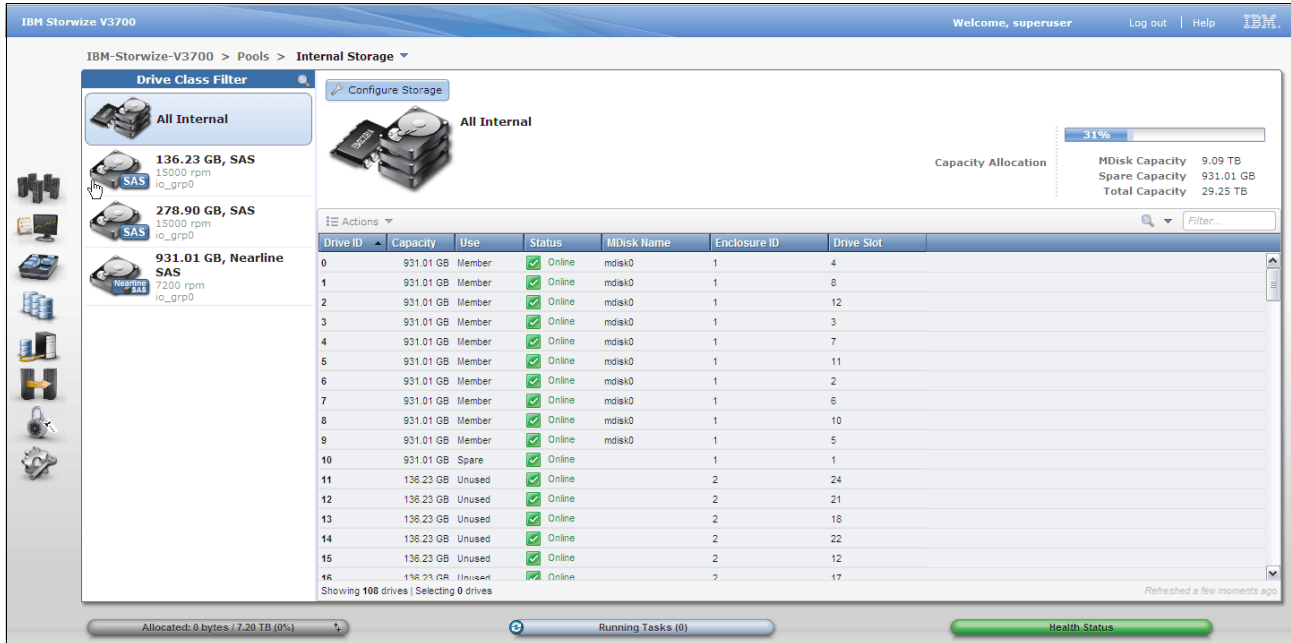 IBM Storwize V3700 Welcome, superuser Log out | Help IBM.
IBM-Storwize-V3700 > Pools > Internal Storage
Drive Class Filter
All Internal
136.23 GB, SAS
15000 rpm
io_grp0
SAS
278.90 GB, SAS
15000 rpm
io_grp0
SAS
931.01 GB, Nearline
SAS
7200 rpm
io_grp0
Nearline
SAS
Configure Storage
All Internal
31%
Capacity Allocation
MDisk Capacity 9.09 TB
Spare Capacity 931.01 GB
Total Capacity 29.25 TB
Actions
Filter...
Drive ID Capacity Use Status MDisk Name Enclosure ID Drive Slot
0 931.01 GB Member Online mdisk0 1 4
1 931.01 GB Member Online mdisk0 1 8
2 931.01 GB Member Online mdisk0 1 12
3 931.01 GB Member Online mdisk0 1 3
4 931.01 GB Member Online mdisk0 1 7
5 931.01 GB Member Online mdisk0 1 11
6 931.01 GB Member Online mdisk0 1 2
7 931.01 GB Member Online mdisk0 1 6
8 931.01 GB Member Online mdisk0 1 10
9 931.01 GB Member Online mdisk0 1 5
10 931.01 GB Spare Online 1 1
11 136.23 GB Unused Online 2 24
12 136.23 GB Unused Online 2 21
13 136.23 GB Unused Online 2 18
14 136.23 GB Unused Online 2 22
15 136.23 GB Unused Online 2 12
16 136.23 GB Unused Online 2 17
Showing 108 drives | Selecting 0 drives
Refreshed a few moments ago
Allocated: 0 bytes / 7.20 TB (0%) Running Tasks (0) Health Status